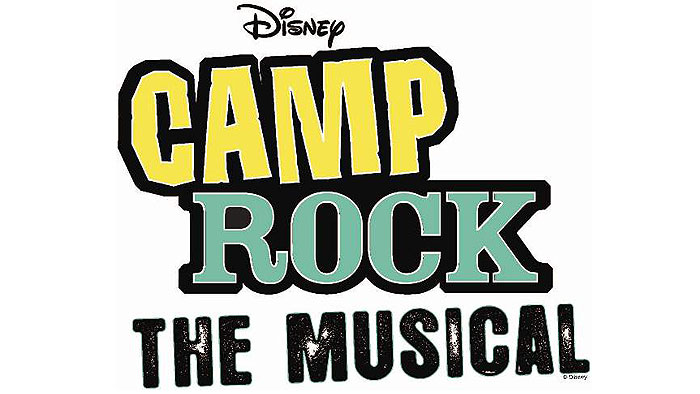 Disney
CAMP
ROCK
THE MUSICAL
© Disney